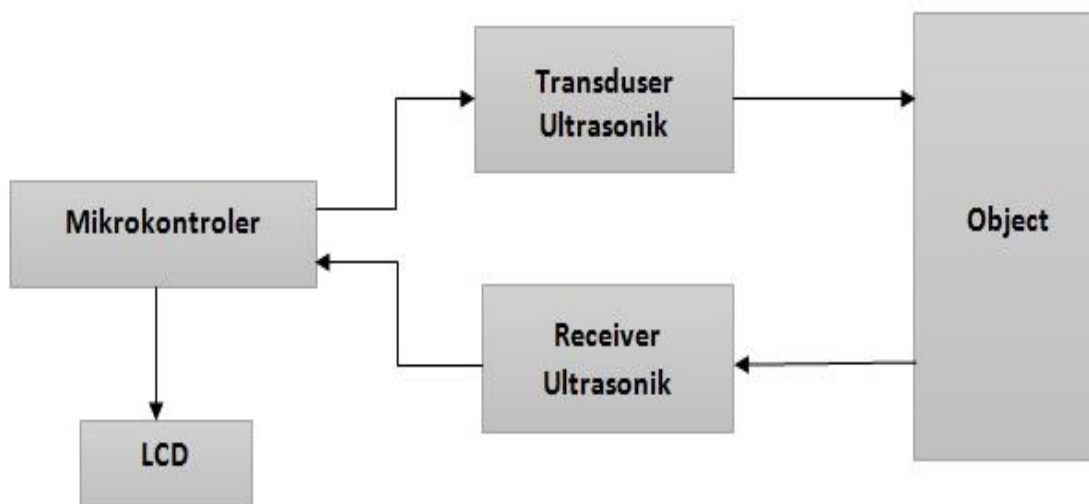 Transduser
Ultrasonik
Mikrokontroler
Object
Receiver
Ultrasonik
LCD